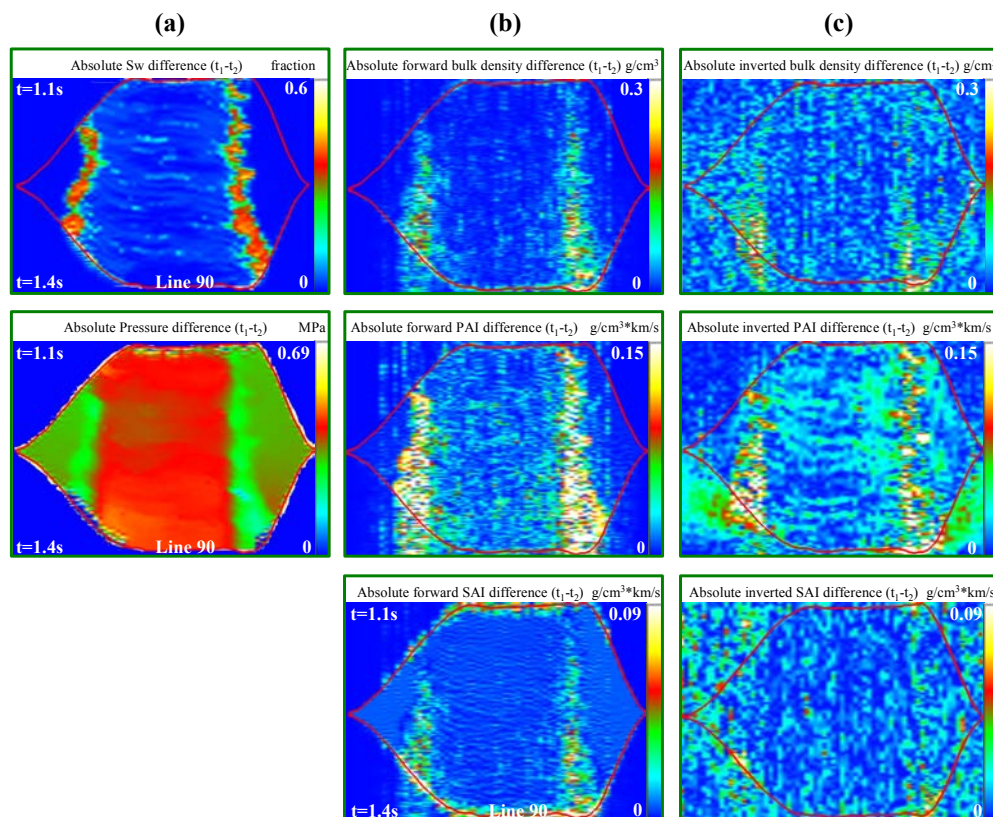 (a)
(b)
(c)
Absolute Sw difference (t₁-t₂) fraction
t=1.1s
0.6
t=1.4s
Line 90
0
Absolute forward bulk density difference (t₁-t₂) g/cm³
0.3
0
Absolute inverted bulk density difference (t₁-t₂) g/cm
0.3
0
Absolute Pressure difference (t₁-t₂) MPa
t=1.1s
0.69
t=1.4s
Line 90
0
Absolute forward PAI difference (t₁-t₂) g/cm³*km/s
0.15
0
Absolute inverted PAI difference (t₁-t₂) g/cm³*km/s
0.15
0
Absolute forward SAI difference (t₁-t₂) g/cm³*km/s
t=1.1s
0.09
t=1.4s
Line 90
0
Absolute inverted SAI difference (t₁-t₂) g/cm³*km/s
0.09
0